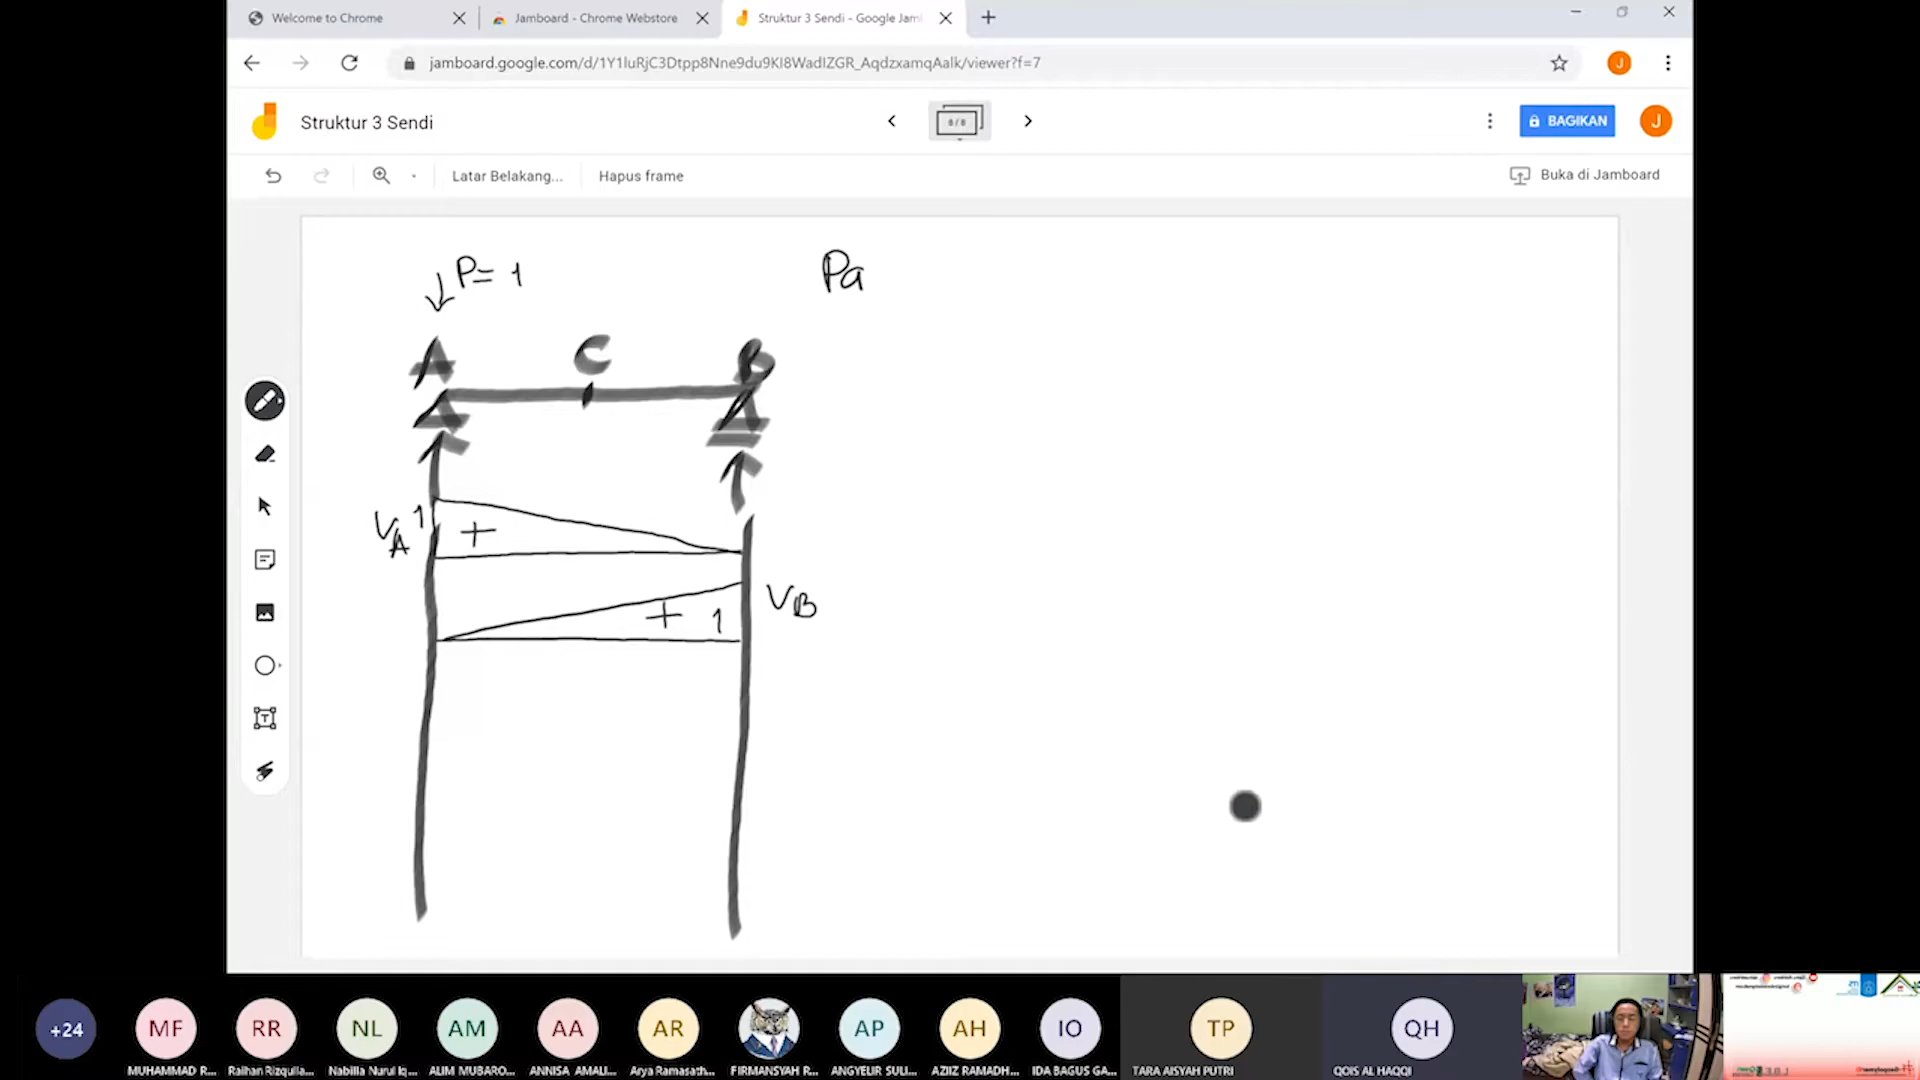 Welcome to Chrome
Jamboard - Chrome Webstore
Struktur 3 Sendi - Google Jam
jamboard.google.com/d/1Y1luRjC3Dtpp8Nne9du9KI8WadIZGR_AqdzxamqAalk/viewer?f=7
J
Struktur 3 Sendi
8/8
BAGIKAN
J
Latar Belakang...
Hapus frame
Buka di Jamboard
P= 1
Pa
A
C
B
VA
1
+
+
1
VB
+24
MF
RR
NL
AM
AA
AR
AP
AH
IO
TP
QH
MUHAMMAD R...
Raihan Rizqulla...
Nabilla Nurul Iq...
ALIM MUBARO...
ANNISA AMALI...
Arya Ramasath...
FIRMANSYAH R...
ANGYELIR SULI...
AZIIZ RAMADH...
IDA BAGUS GA...
TARA AISYAH PUTRI
QOIS AL HAQQI